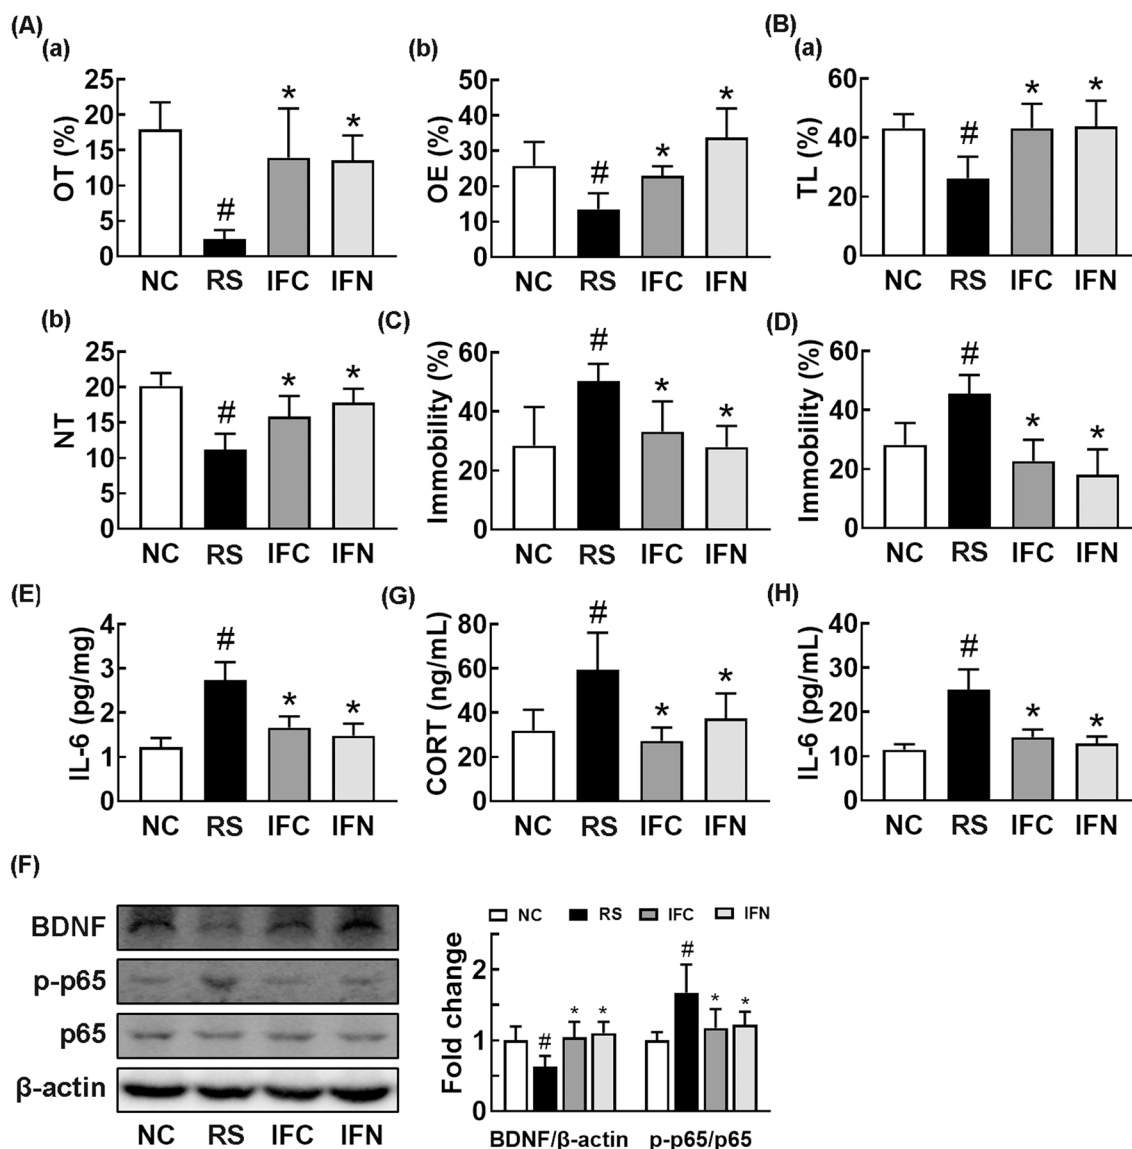 (A)
(a)
OT (%)
25
20
15
10
5
0
#
*
*
NC RS IFC IFN
(b)
OE (%)
50
40
30
20
10
0
#
*
*
NC RS IFC IFN
(B)
(a)
TL (%)
60
40
20
0
#
*
*
NC RS IFC IFN
(b)
NT
25
20
15
10
5
0
#
*
*
NC RS IFC IFN
(C)
Immobility (%)
60
40
20
0
#
*
*
NC RS IFC IFN
(D)
Immobility (%)
60
40
20
0
#
*
*
NC RS IFC IFN
(E)
IL-6 (pg/mg)
4
3
2
1
0
#
*
*
NC RS IFC IFN
(G)
CORT (ng/mL)
80
60
40
20
0
#
*
*
NC RS IFC IFN
(H)
IL-6 (pg/mL)
40
30
20
10
0
#
*
*
NC RS IFC IFN
(F)
BDNF
p-p65
p65
β-actin
NC RS IFC IFN
NC RS IFC IFN
Fold change
2
1
0
#
*
*
#
*
*
BDNF/β-actin p-p65/p65